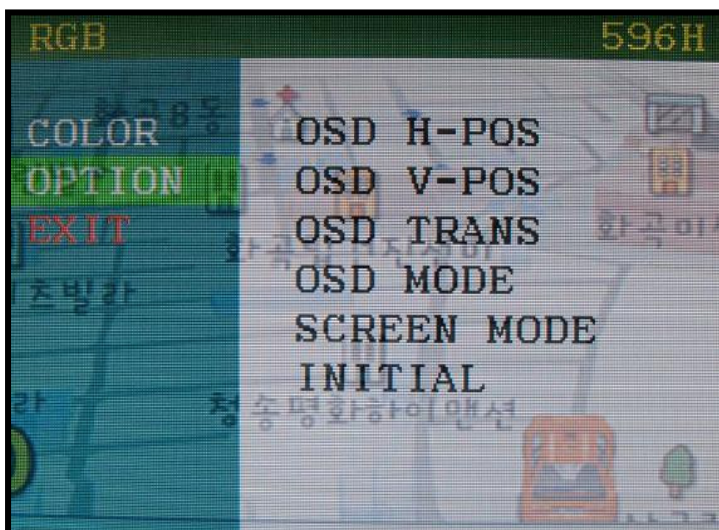 RGB 596H
COLOR
OPTION
EXIT
OSD H-POS
OSD V-POS
OSD TRANS
OSD MODE
SCREEN MODE
INITIAL